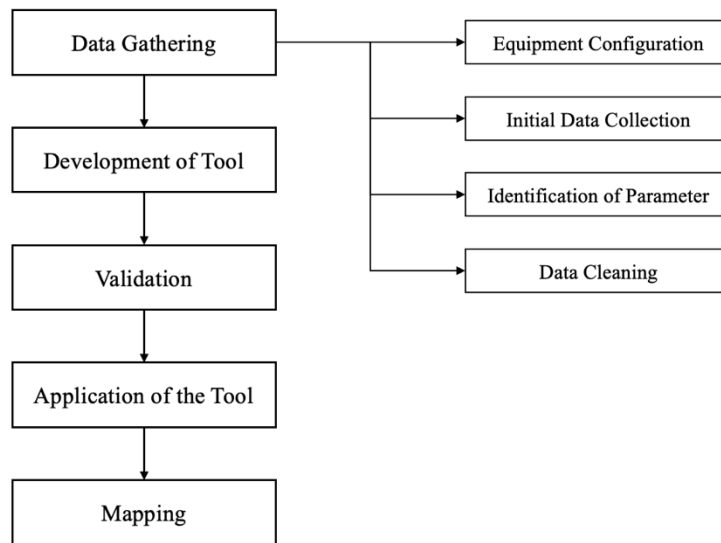 Data Gathering
Equipment Configuration
Initial Data Collection
Development of Tool
Identification of Parameter
Validation
Data Cleaning
Application of the Tool
Mapping